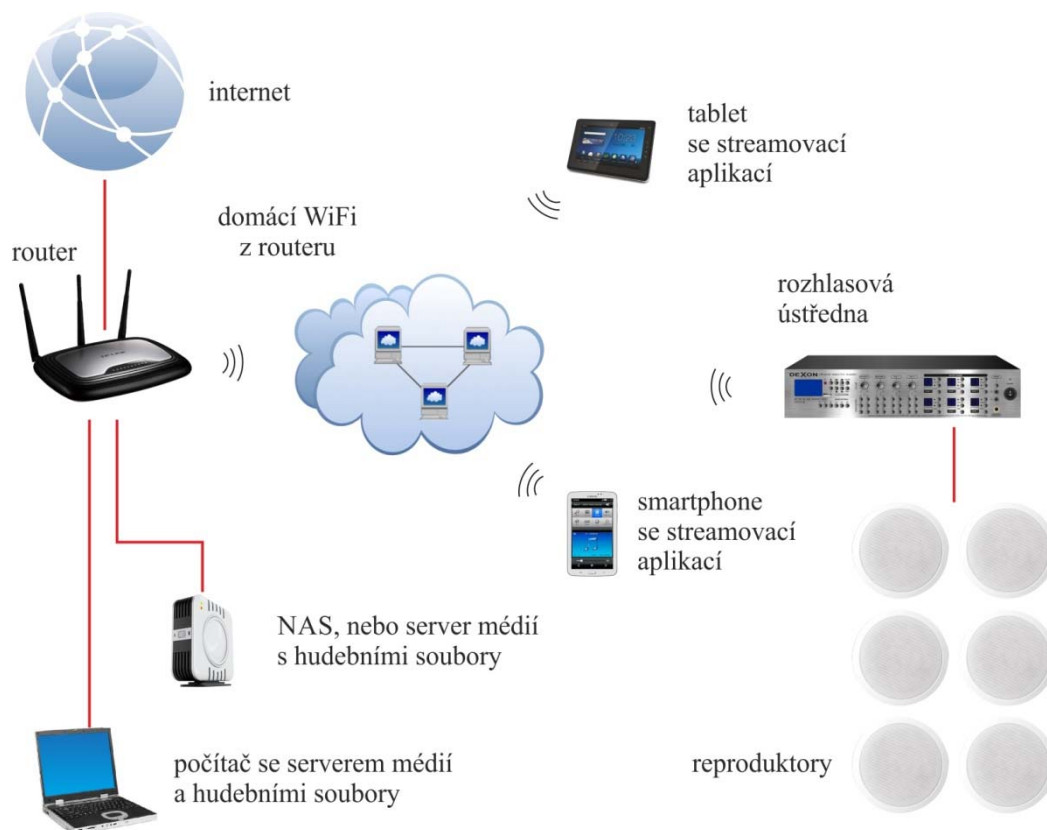 internet
tablet
se streamovací
aplikací
domácí WiFi
z routeru
router
rozhlasová
ústředna
DEXON
smartphone
se streamovací
aplikací
NAS, nebo server médií
s hudebními soubory
počítač se serverem médií
a hudebními soubory
reproduktory